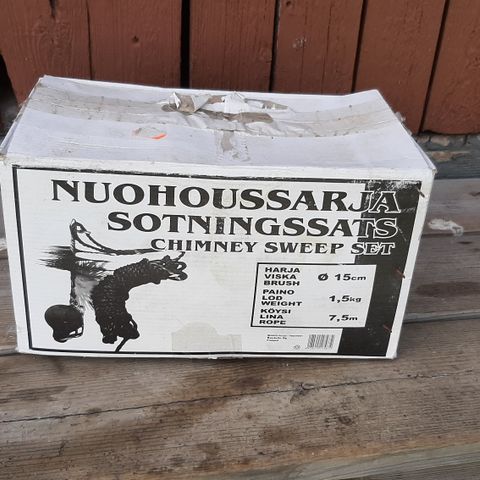 NUOHOUSSARJA
SOTNINGSSATS
CHIMNEY SWEEP SET
HARJA
VISKA
BRUSH
Ø 15cm
PAINO
LOD
WEIGHT
1,5kg
KÖYSI
LINA
ROPE
7,5m